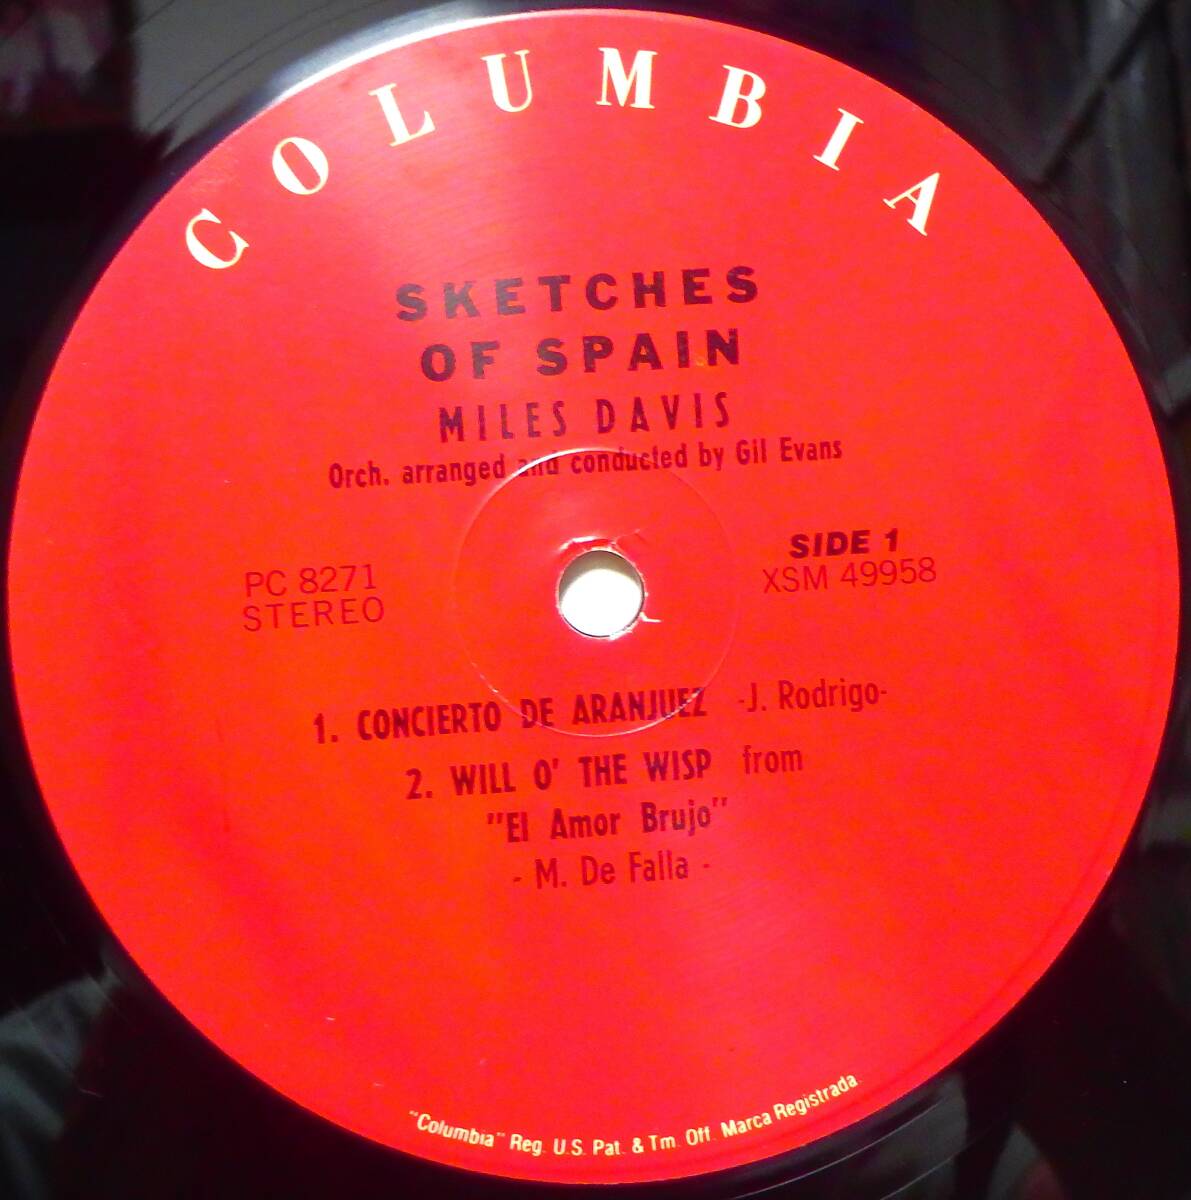 COLUMBIA
SKETCHES
OF SPAIN
MILES DAVIS
Orch. arranged and conducted by Gil Evans
SIDE 1
PC 8271 XSM 49958
STEREO
1. CONCIERTO DE ARANJUEZ -J. Rodrigo-
2. WILL O' THE WISP from
"El Amor Brujo"
- M. De Falla -
"Columbia" Reg. U.S. Pat. & Tm. Off. Marca Registrada